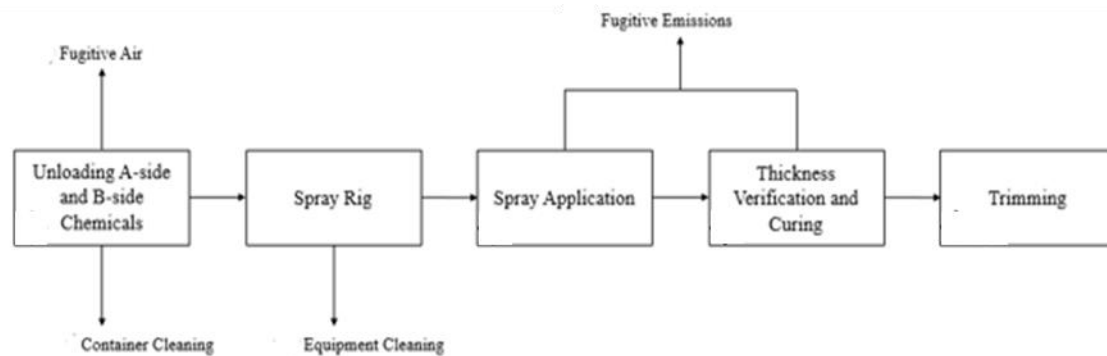 Fugitive Emissions
Fugitive Air
Unloading A-side
and B-side
Chemicals
Spray Rig
Spray Application
Thickness
Verification and
Curing
Trimming
Container Cleaning
Equipment Cleaning